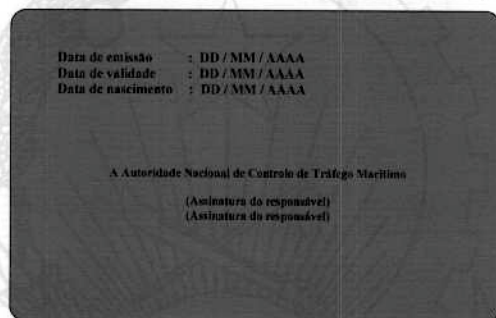 Data de emissão : DD / MM / AAAA
Data de validade : DD / MM / AAAA
Data de nascimento : DD / MM / AAAA
A Autoridade Nacional de Controlo de Tráfego Marítimo
(Assinatura do responsável)
(Assinatura do responsável)